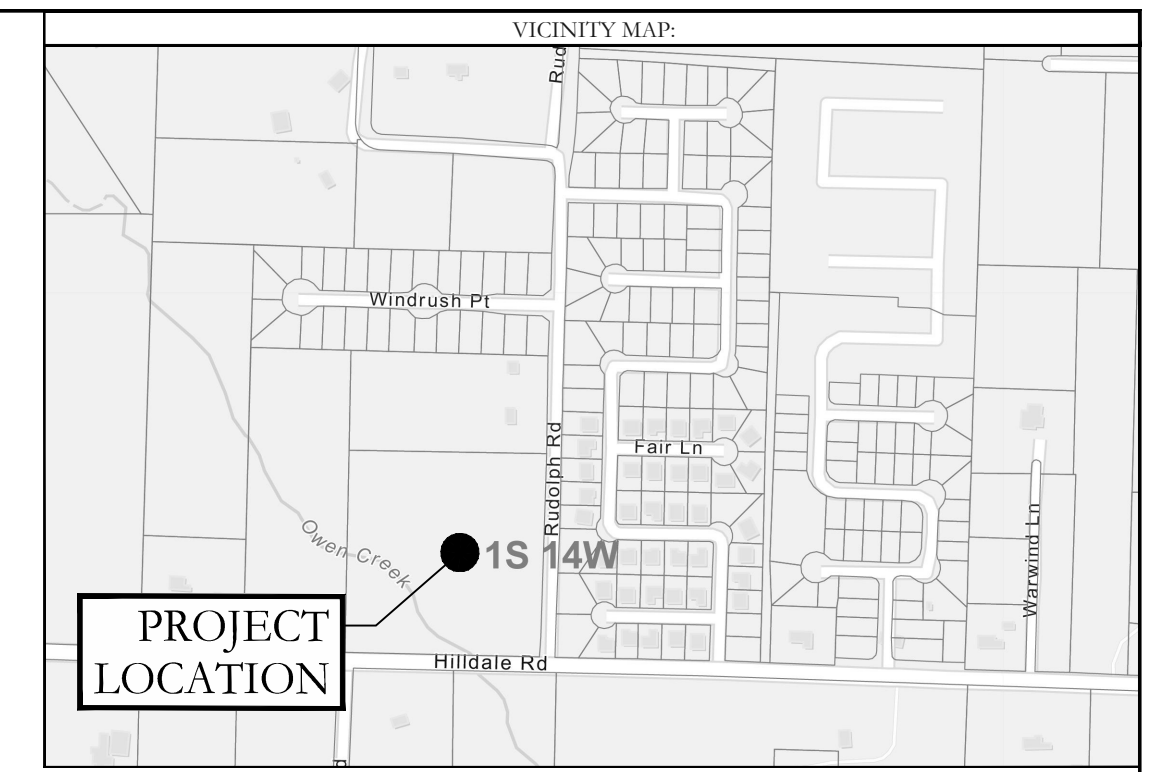 VICINITY MAP:
Rud
Windrush Pt
Rudolph Rd
Fair Ln
Owen Creek
1S 14W
Warwind Ln
PROJECT
LOCATION
Hilldale Rd
d